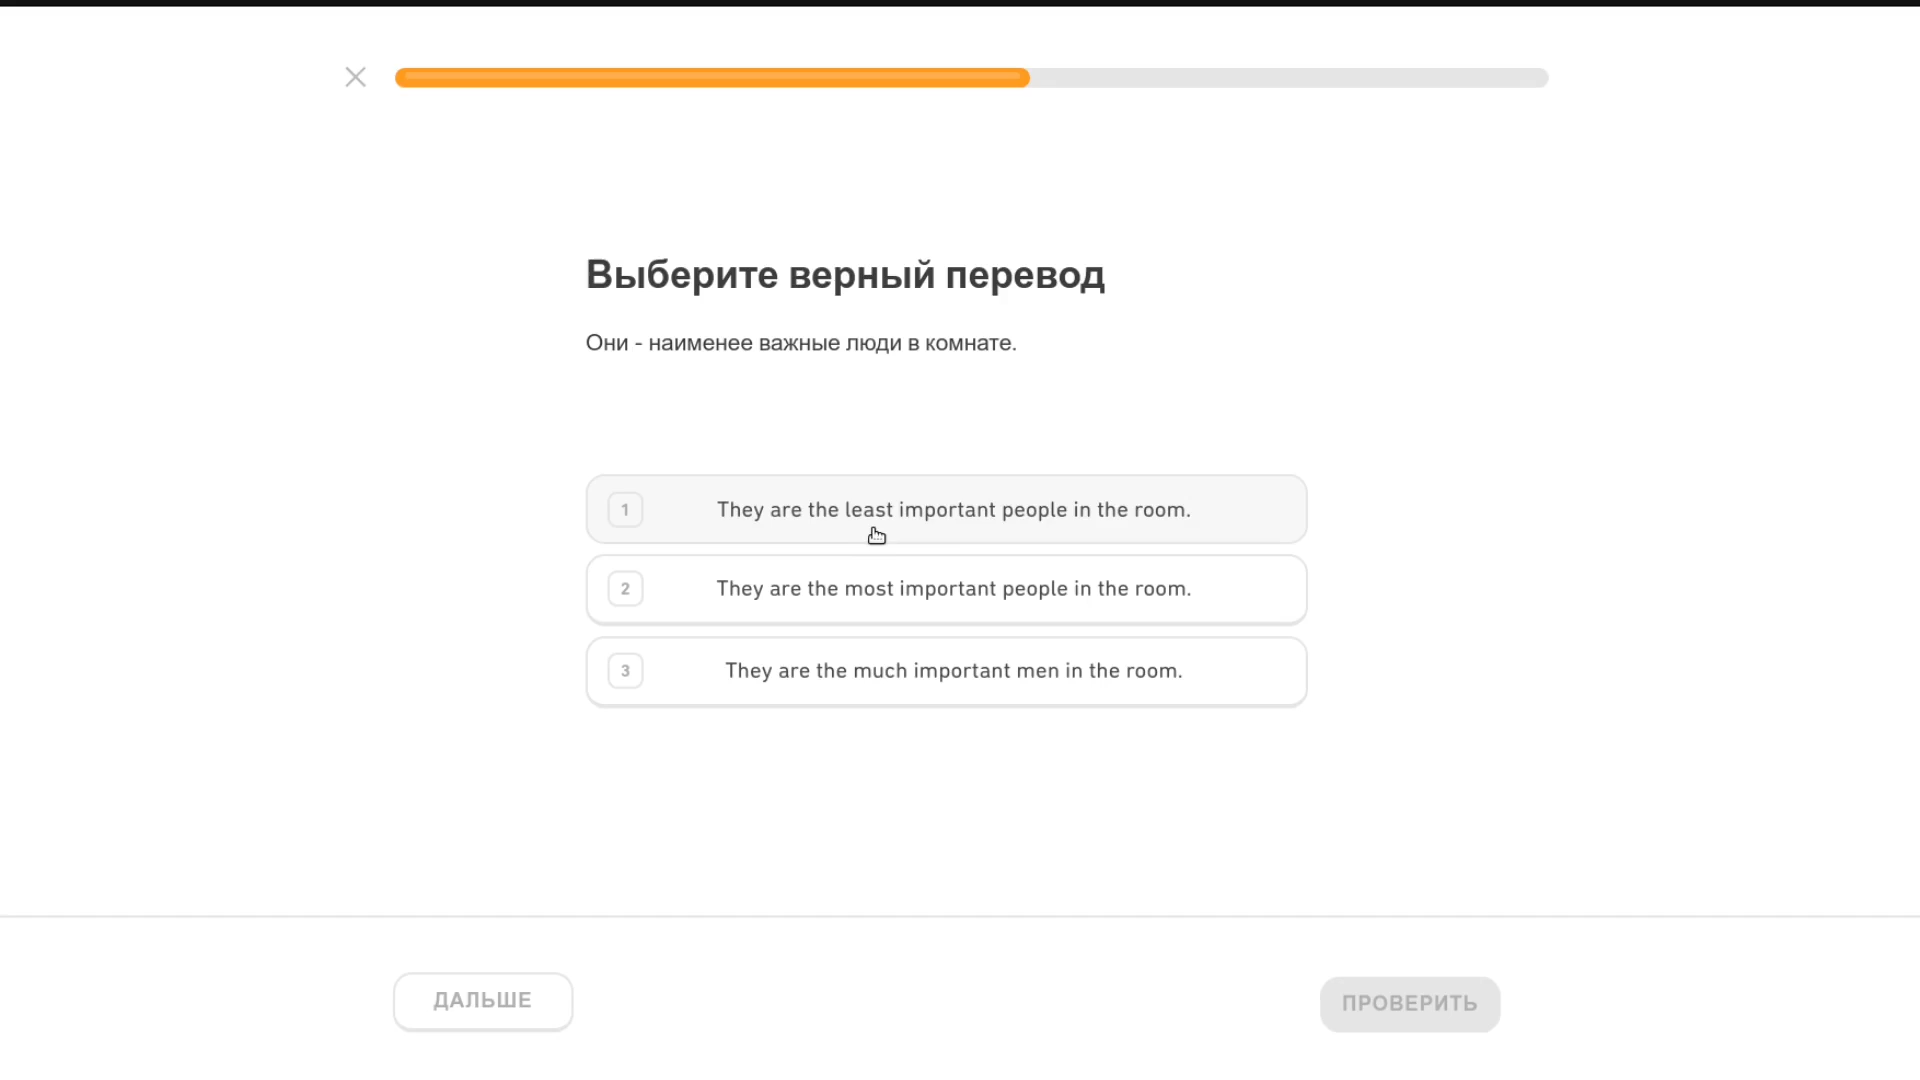 Выберите верный перевод
Они - наименее важные люди в комнате.
1 They are the least important people in the room.
2 They are the most important people in the room.
3 They are the much important men in the room.
ДАЛЬШЕ
ПРОВЕРИТЬ